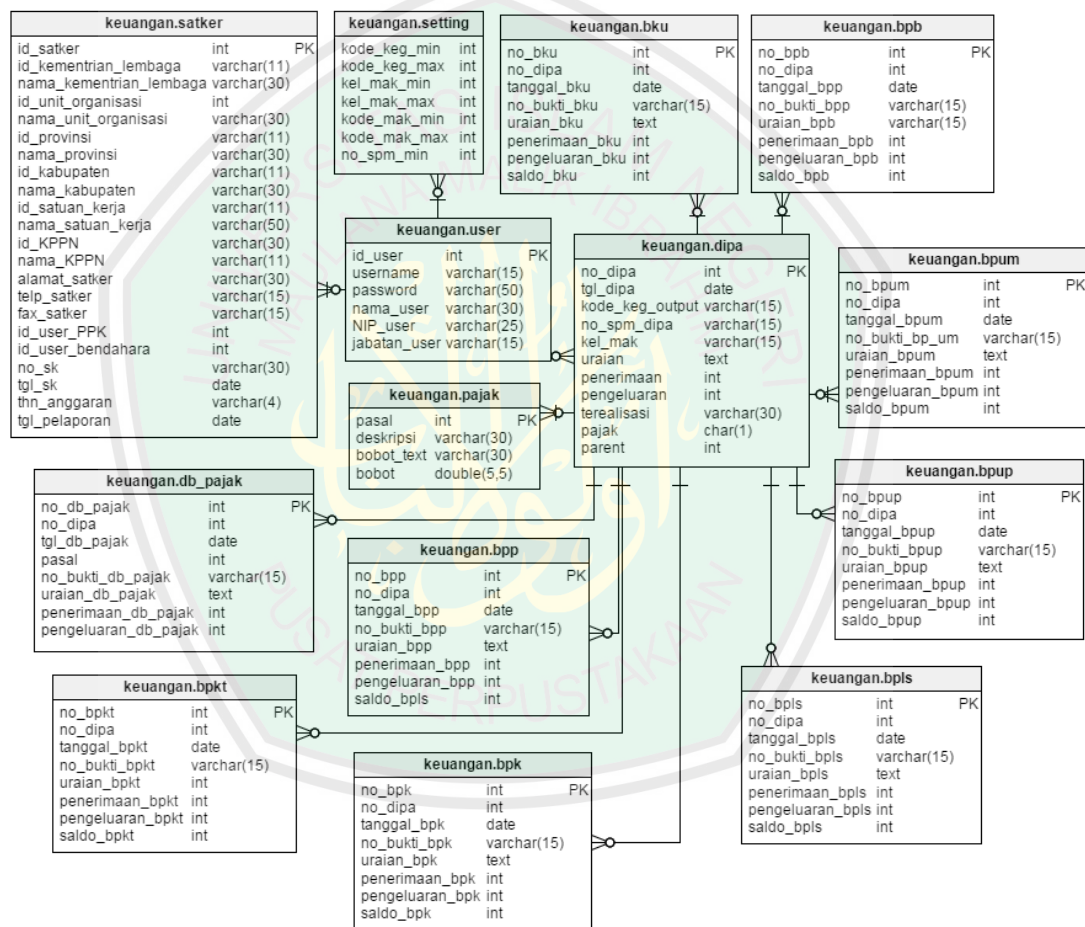 keuangan.satker
id_satker int PK
id_kementrian_lembaga varchar(11)
nama_kementrian_lembaga varchar(30)
id_unit_organisasi int
nama_unit_organisasi varchar(30)
id_provinsi varchar(11)
nama_provinsi varchar(30)
id_kabupaten varchar(11)
nama_kabupaten varchar(30)
id_satuan_kerja varchar(11)
nama_satuan_kerja varchar(50)
id_KPPN varchar(30)
nama_KPPN varchar(11)
alamat_satker varchar(30)
telp_satker varchar(15)
fax_satker varchar(15)
id_user_PPK int
id_user_bendahara int
no_sk varchar(30)
tgl_sk date
thn_anggaran varchar(4)
tgl_pelaporan date
keuangan.setting
kode_keg_min int
kode_keg_max int
kel_mak_min int
kel_mak_max int
kode_mak_min int
kode_mak_max int
no_spm_min int
keuangan.bku
no_bku int PK
no_dipa int
tanggal_bku date
no_bukti_bku varchar(15)
uraian_bku text
penerimaan_bku int
pengeluaran_bku int
saldo_bku int
keuangan.bpb
no_bpb int PK
no_dipa int
tanggal_bpp date
no_bukti_bpp varchar(15)
uraian_bpb varchar(15)
penerimaan_bpb int
pengeluaran_bpb int
saldo_bpb int
keuangan.user
id_user int PK
username varchar(15)
password varchar(50)
nama_user varchar(30)
NIP_user varchar(25)
jabatan_user varchar(15)
keuangan.dipa
no_dipa int PK
tgl_dipa date
kode_keg_output varchar(15)
no_spm_dipa varchar(15)
kel_mak varchar(15)
uraian text
penerimaan int
pengeluaran int
terealisasi varchar(30)
pajak char(1)
parent int
keuangan.bpum
no_bpum int PK
no_dipa int
tanggal_bpum date
no_bukti_bp_um varchar(15)
uraian_bpum text
penerimaan_bpum int
pengeluaran_bpum int
saldo_bpum int
keuangan.pajak
pasal int PK
deskripsi varchar(30)
bobot_text varchar(30)
bobot double(5,5)
keuangan.db_pajak
no_db_pajak int PK
no_dipa int
tgl_db_pajak date
pasal int
no_bukti_db_pajak varchar(15)
uraian_db_pajak text
penerimaan_db_pajak int
pengeluaran_db_pajak int
keuangan.bpup
no_bpup int PK
no_dipa int
tanggal_bpup date
no_bukti_bpup varchar(15)
uraian_bpup text
penerimaan_bpup int
pengeluaran_bpup int
saldo_bpup int
keuangan.bpp
no_bpp int PK
no_dipa int
tanggal_bpp date
no_bukti_bpp varchar(15)
uraian_bpp text
penerimaan_bpp int
pengeluaran_bpp int
saldo_bpls int
keuangan.bpkt
no_bpkt int PK
no_dipa int
tanggal_bpkt date
no_bukti_bpkt varchar(15)
uraian_bpkt int
penerimaan_bpkt int
pengeluaran_bpkt int
saldo_bpkt int
keuangan.bpls
no_bpls int PK
no_dipa int
tanggal_bpls date
no_bukti_bpls varchar(15)
uraian_bpls text
penerimaan_bpls int
pengeluaran_bpls int
saldo_bpls int
keuangan.bpk
no_bpk int PK
no_dipa int
tanggal_bpk date
no_bukti_bpk varchar(15)
uraian_bpk text
penerimaan_bpk int
pengeluaran_bpk int
saldo_bpk int